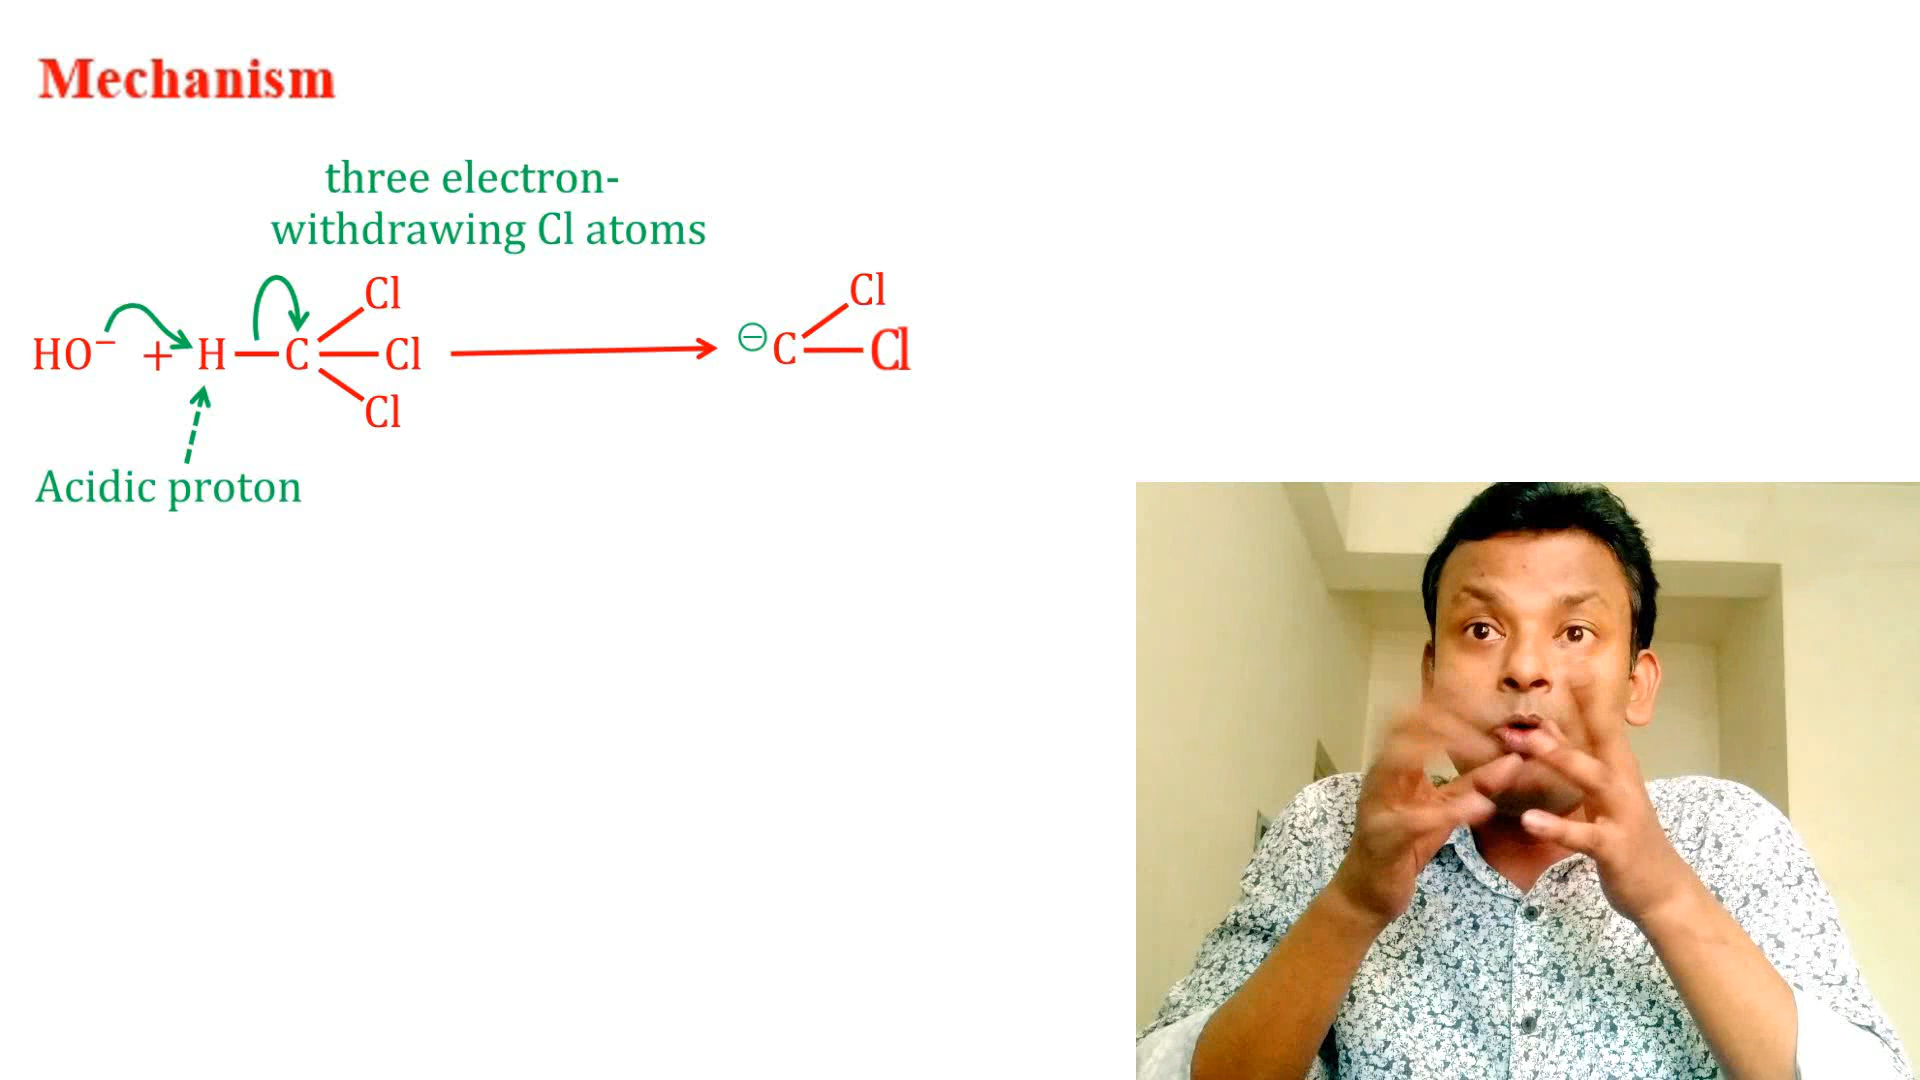 Mechanism
three electron-
withdrawing Cl atoms
Cl
Cl
HO⁻ + H—C—Cl
⊖C—Cl
Cl
Acidic proton